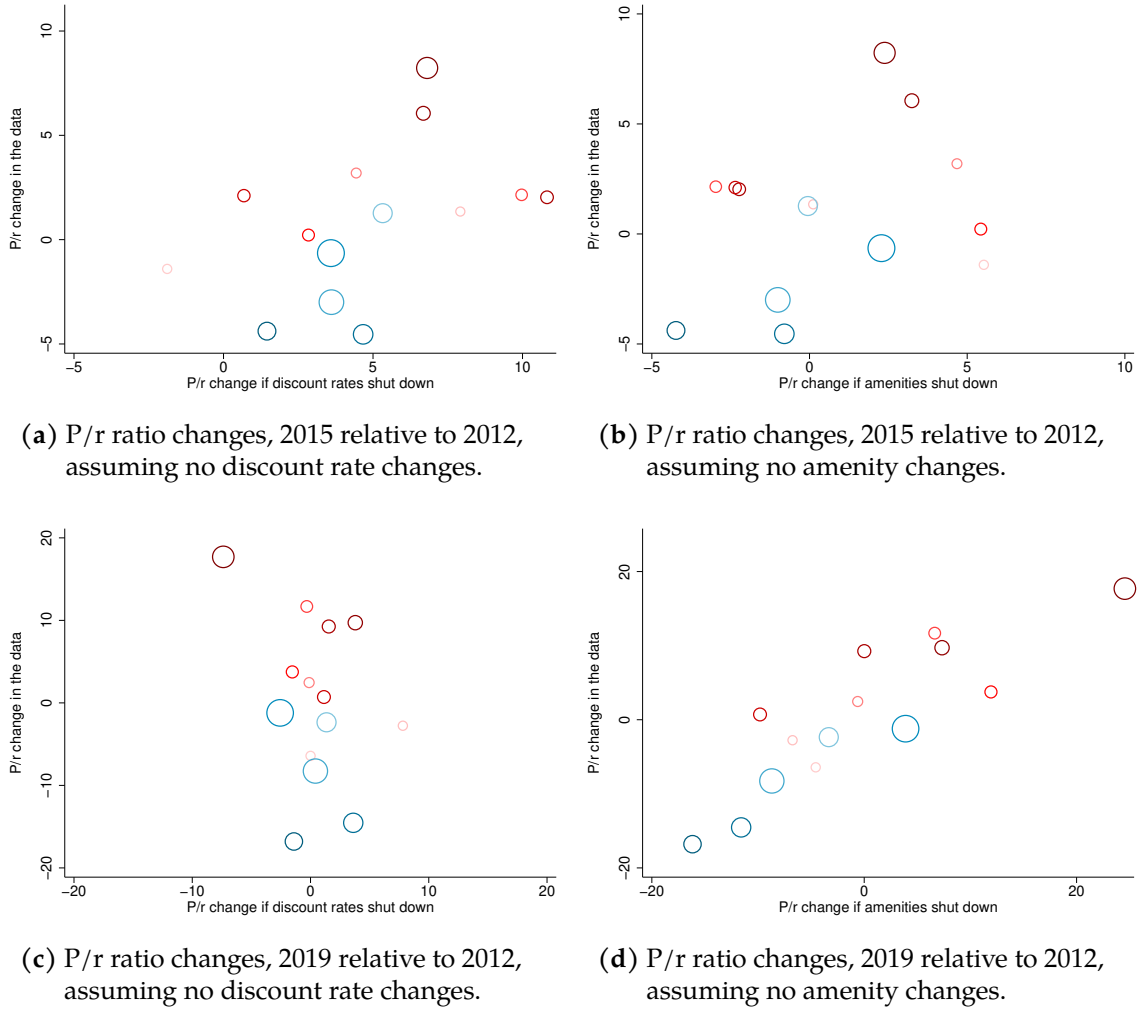 10
5
0
−5
P/r change in the data
−5
0
5
10
P/r change if discount rates shut down
(a) P/r ratio changes, 2015 relative to 2012,
assuming no discount rate changes.
10
5
0
−5
P/r change in the data
−5
0
5
10
P/r change if amenities shut down
(b) P/r ratio changes, 2015 relative to 2012,
assuming no amenity changes.
20
10
0
−10
−20
P/r change in the data
−20
−10
0
10
20
P/r change if discount rates shut down
(c) P/r ratio changes, 2019 relative to 2012,
assuming no discount rate changes.
20
0
−20
P/r change in the data
−20
0
20
P/r change if amenities shut down
(d) P/r ratio changes, 2019 relative to 2012,
assuming no amenity changes.